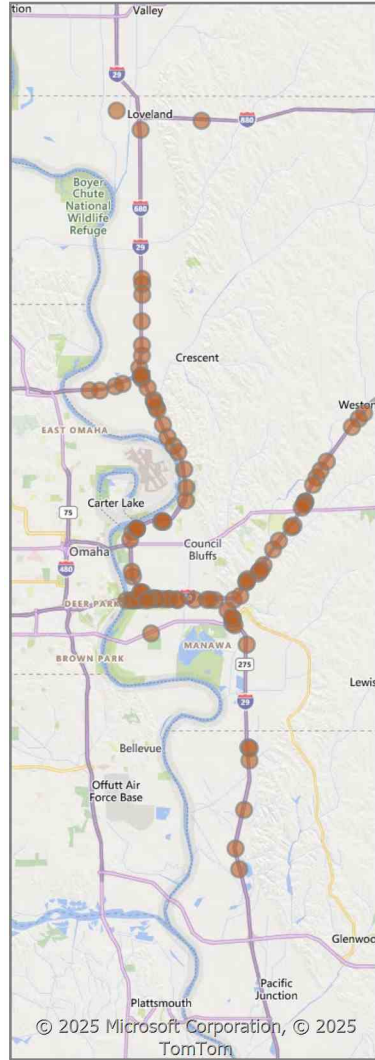 tion
Valley
29
Loveland
880
Boyer
Chute
National
Wildlife
Refuge
680
29
Crescent
Weston
EAST OMAHA
Carter Lake
75
Council
Bluffs
Omaha
480
DEER PARK
MANAWA
BROWN PARK
275
Lewis
29
Bellevue
Offutt Air
Force Base
Glenwoo
Pacific
Junction
Plattsmouth
© 2025 Microsoft Corporation, © 2025
TomTom